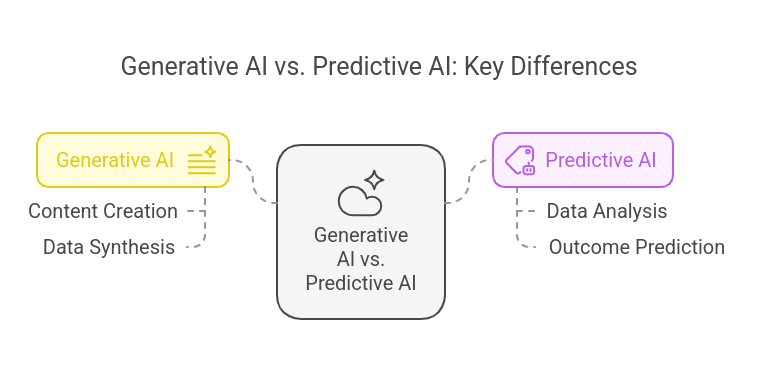 Generative AI vs. Predictive AI: Key Differences
Generative AI
Content Creation
Data Synthesis
Generative
AI vs.
Predictive AI
Predictive AI
Data Analysis
Outcome Prediction